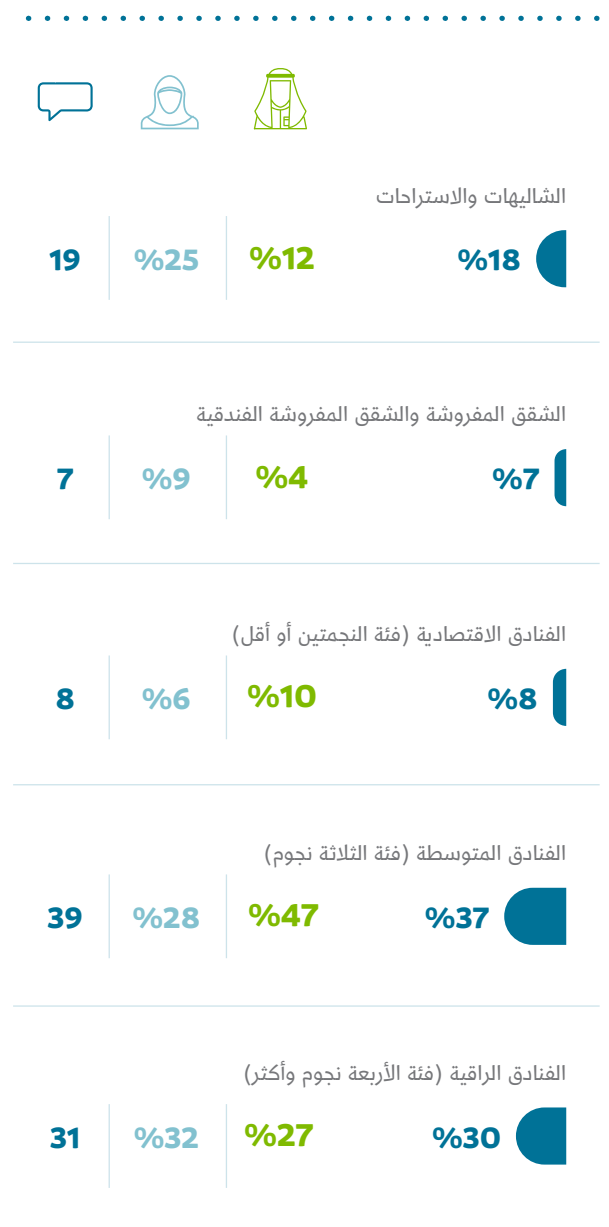 الشاليهات والاستراحات
%18 %12 %25 19
الشقق المفروشة والشقق المفروشة الفندقية
%7 %4 %9 7
الفنادق الاقتصادية (فئة النجمتين أو أقل)
%8 %10 %6 8
الفنادق المتوسطة (فئة الثلاثة نجوم)
%37 %47 %28 39
الفنادق الراقية (فئة الأربعة نجوم وأكثر)
%30 %27 %32 31